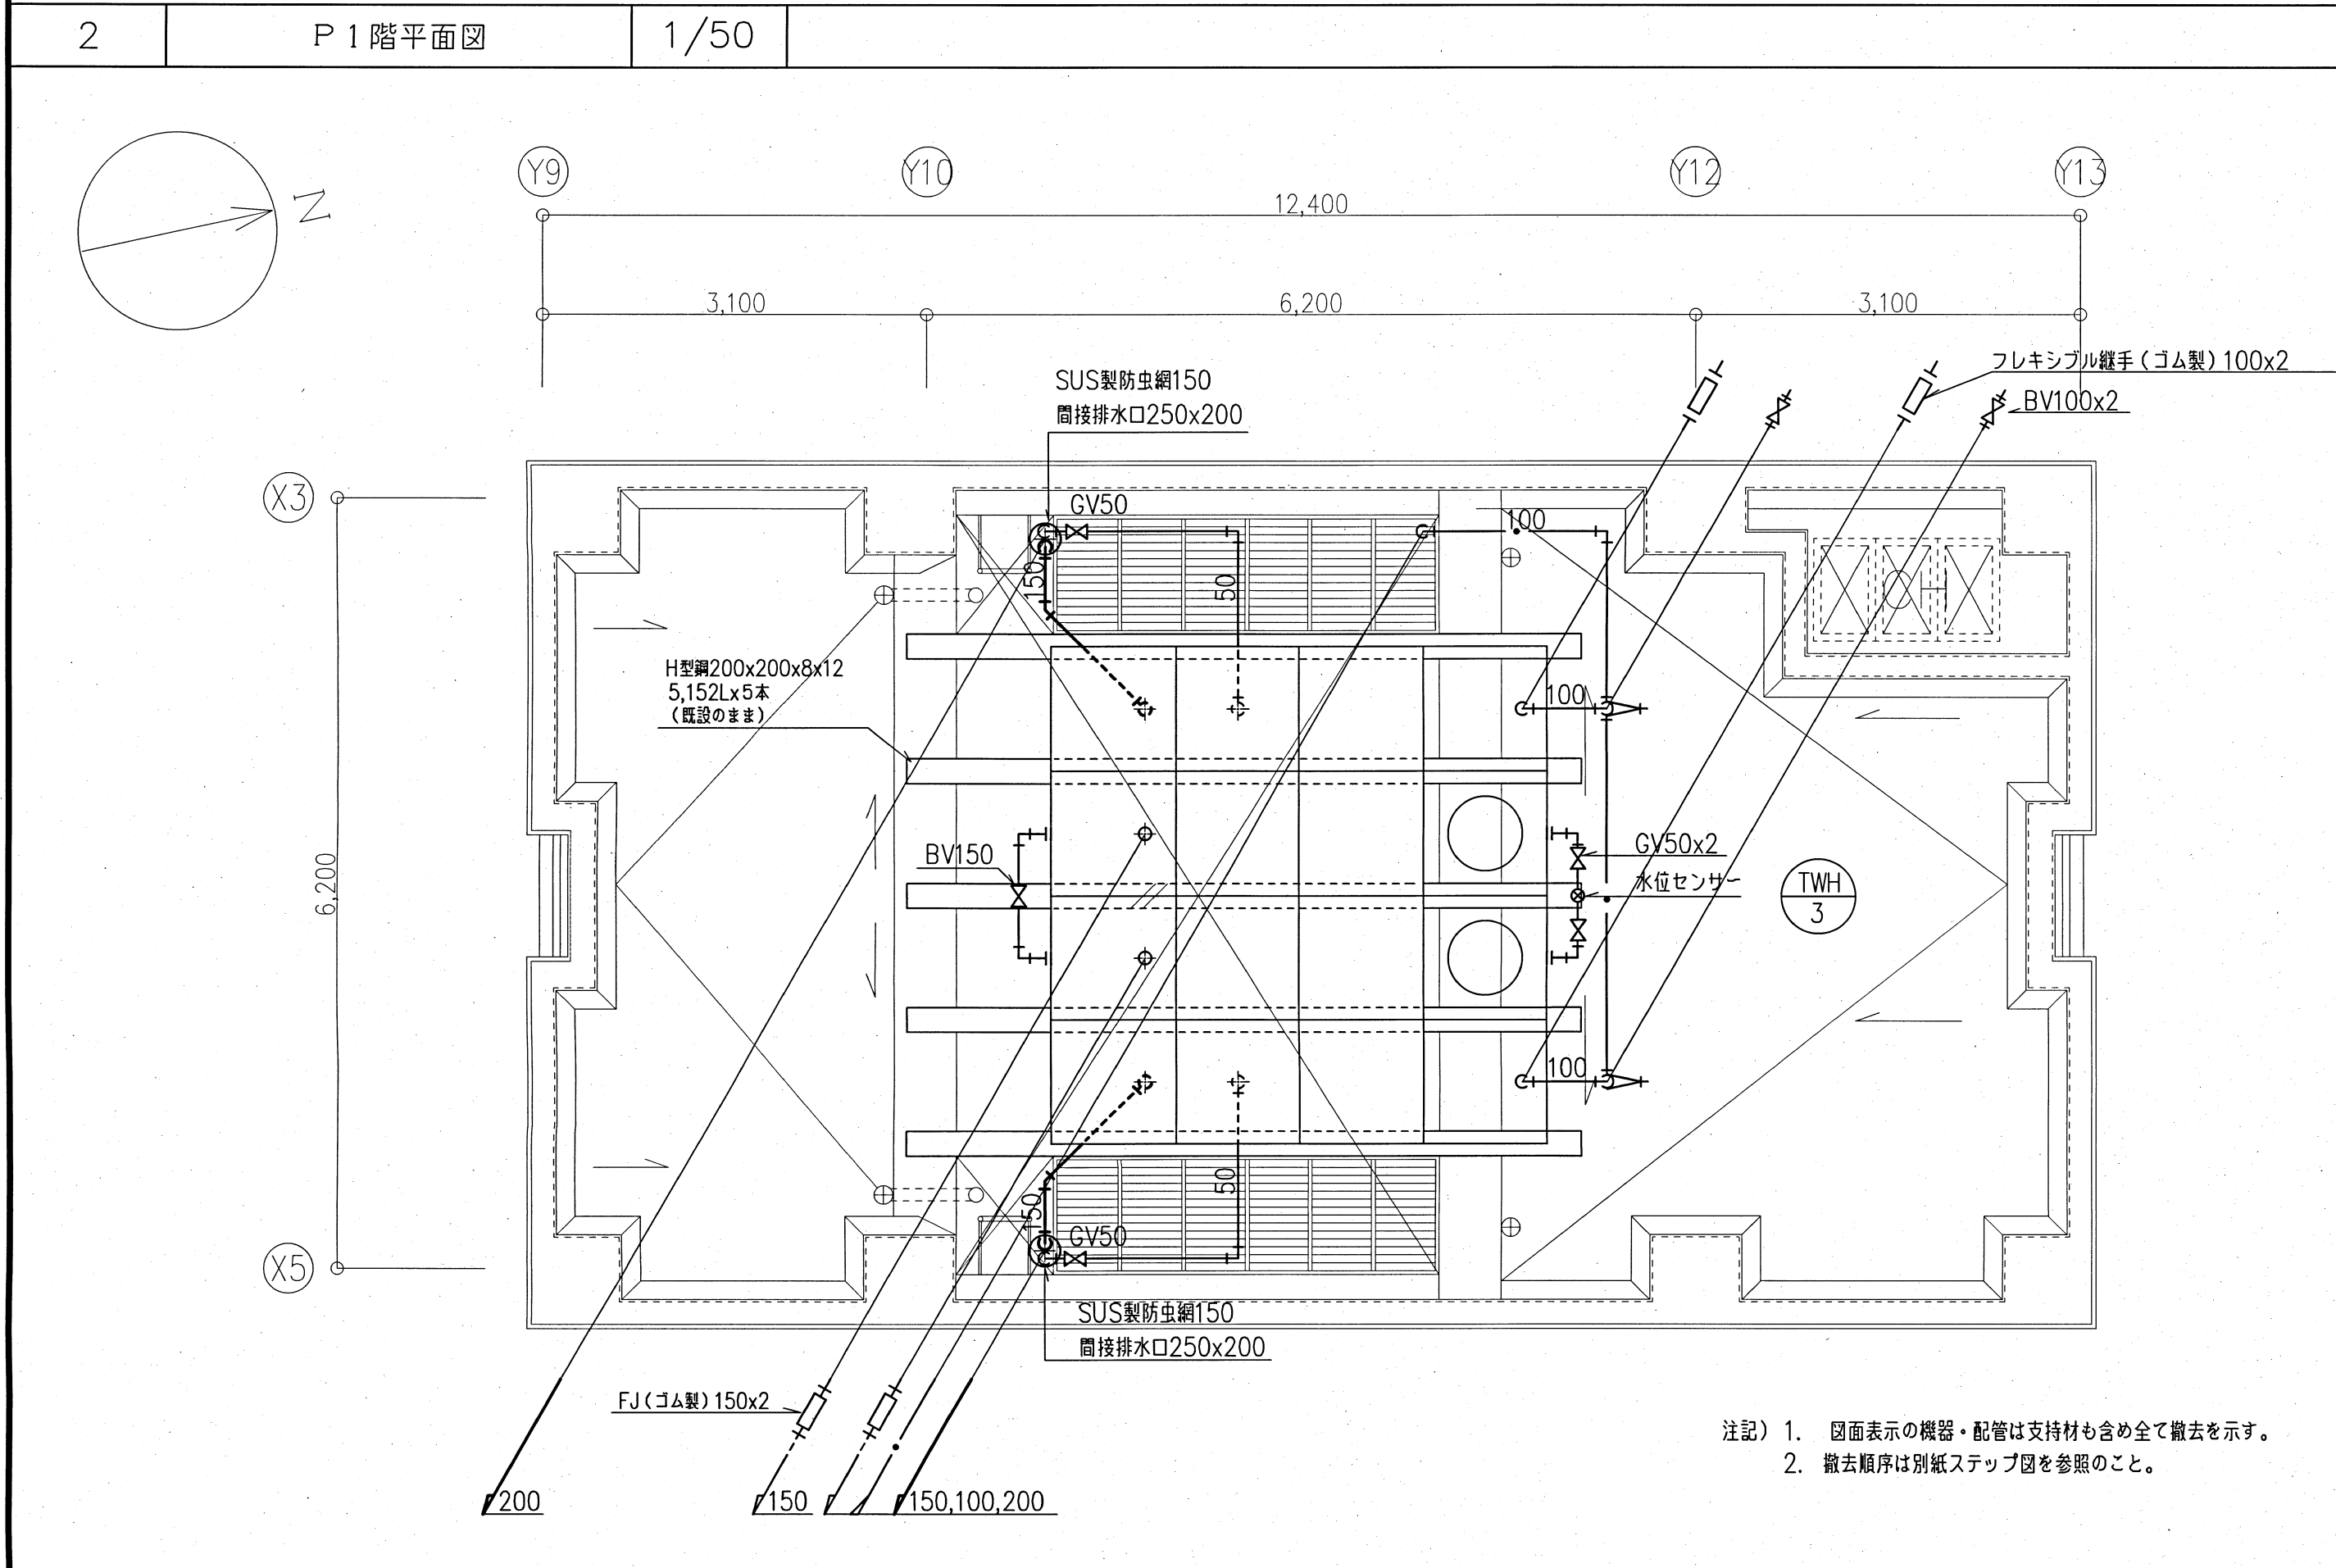 2 P1階平面図 1/50
N
Y9 Y10 Y12 Y13
12,400
3,100 6,200 3,100
フレキシブル継手(ゴム製)100x2
BV100x2
SUS製防虫網150
間接排水口250x200
X3
GV50
100
150
50
H型鋼200x200x8x12
5,152Lx5本
(既設のまま)
100
6,200
BV150
GV50x2
水位センサー
TWH
3
100
50
150
GV50
X5
SUS製防虫網150
間接排水口250x200
FJ(ゴム製)150x2
200
150
150,100,200
注記) 1. 図面表示の機器・配管は支持材も含め全て撤去を示す。
2. 撤去順序は別紙ステップ図を参照のこと。